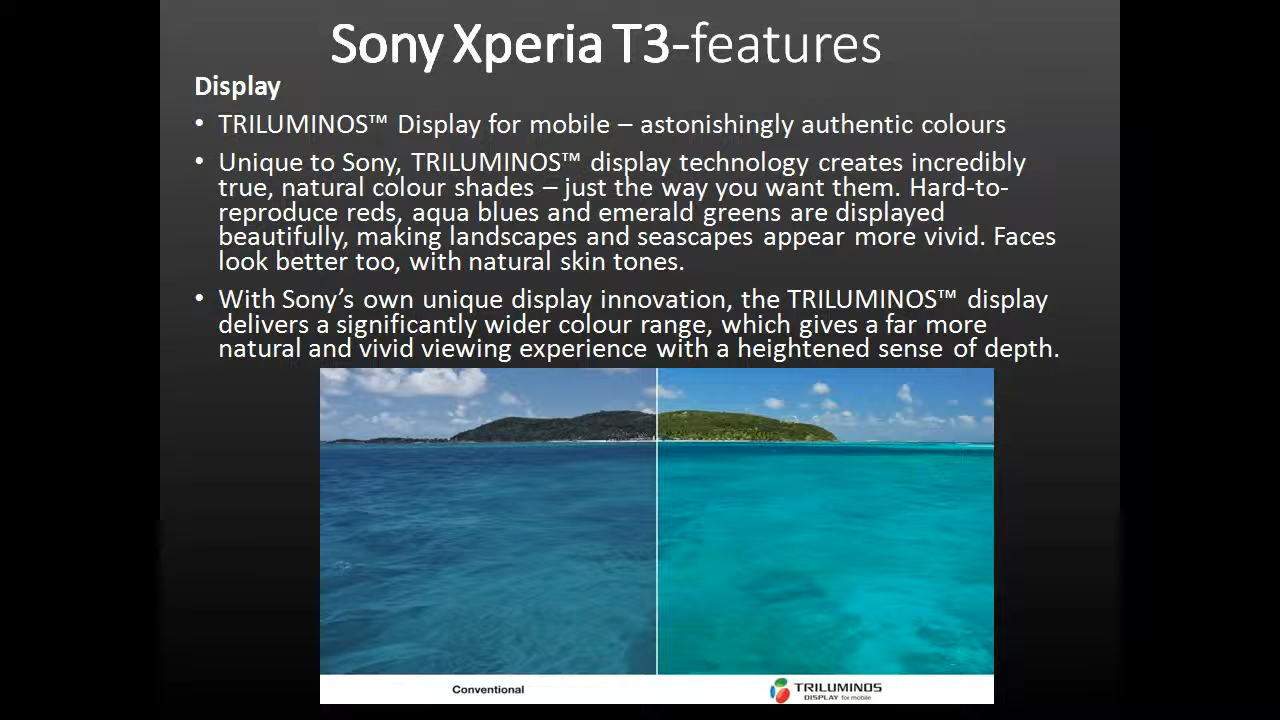 Sony Xperia T3-features
Display
• TRILUMINOS™ Display for mobile – astonishingly authentic colours
• Unique to Sony, TRILUMINOS™ display technology creates incredibly
true, natural colour shades – just the way you want them. Hard-to-
reproduce reds, aqua blues and emerald greens are displayed
beautifully, making landscapes and seascapes appear more vivid. Faces
look better too, with natural skin tones.
• With Sony’s own unique display innovation, the TRILUMINOS™ display
delivers a significantly wider colour range, which gives a far more
natural and vivid viewing experience with a heightened sense of depth.
Conventional
TRILUMINOS
DISPLAY for mobile